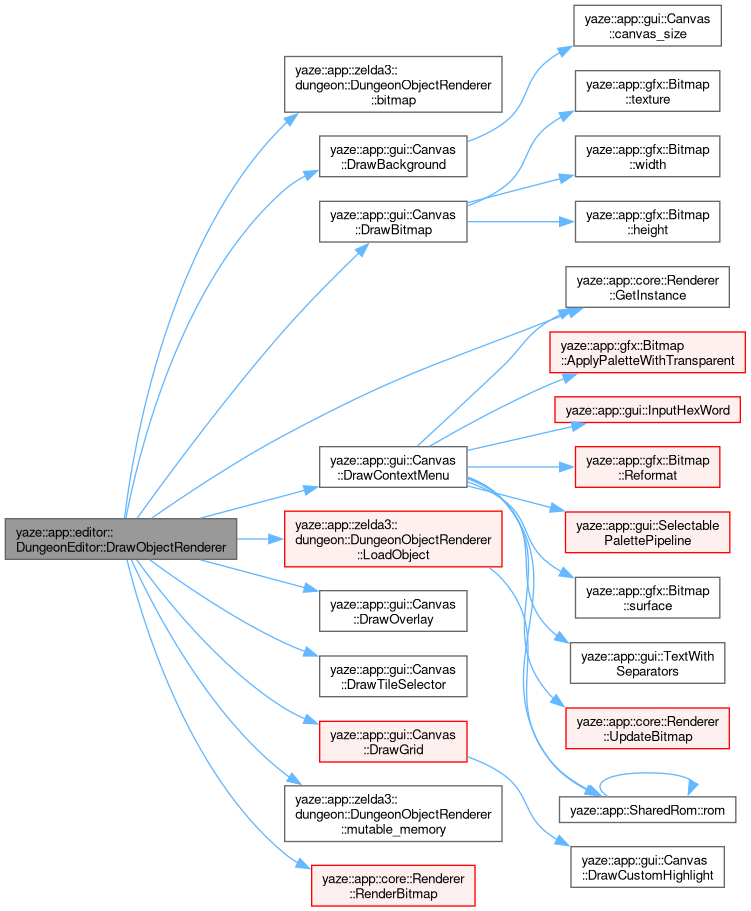 yaze::app::editor::
DungeonEditor::DrawObjectRenderer
yaze::app::zelda3::
dungeon::DungeonObjectRenderer
::bitmap
yaze::app::gui::Canvas
::DrawBackground
yaze::app::gui::Canvas
::DrawBitmap
yaze::app::gui::Canvas
::DrawContextMenu
yaze::app::zelda3::
dungeon::DungeonObjectRenderer
::LoadObject
yaze::app::gui::Canvas
::DrawOverlay
yaze::app::gui::Canvas
::DrawTileSelector
yaze::app::gui::Canvas
::DrawGrid
yaze::app::zelda3::
dungeon::DungeonObjectRenderer
::mutable_memory
yaze::app::core::Renderer
::RenderBitmap
yaze::app::gui::Canvas
::canvas_size
yaze::app::gfx::Bitmap
::texture
yaze::app::gfx::Bitmap
::width
yaze::app::gfx::Bitmap
::height
yaze::app::core::Renderer
::GetInstance
yaze::app::gfx::Bitmap
::ApplyPaletteWithTransparent
yaze::app::gui::InputHexWord
yaze::app::gfx::Bitmap
::Reformat
yaze::app::gui::Selectable
PalettePipeline
yaze::app::gfx::Bitmap
::surface
yaze::app::gui::TextWith
Separators
yaze::app::core::Renderer
::UpdateBitmap
yaze::app::SharedRom::rom
yaze::app::gui::Canvas
::DrawCustomHighlight